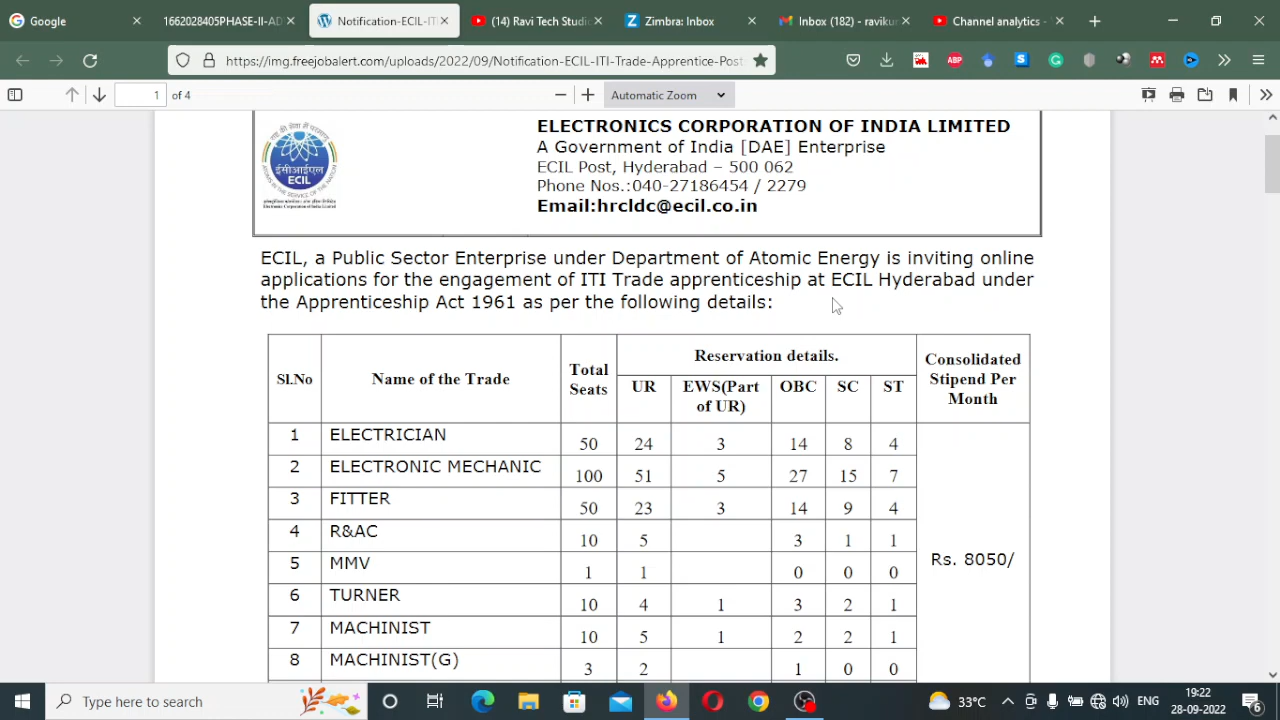 Google
1662028405PHASE-II-AD
Notification-ECIL-ITI
(14) Ravi Tech Studi
Zimbra: Inbox
Inbox (182) - raviku
Channel analytics -
https://img.freejobalert.com/uploads/2022/09/Notification-ECIL-ITI-Trade-Apprentice-Post
1 of 4
Automatic Zoom
ईसीआईएल
ECIL
Electronics Corporation of India Limited
ELECTRONICS CORPORATION OF INDIA LIMITED
A Government of India [DAE] Enterprise
ECIL Post, Hyderabad – 500 062
Phone Nos.:040-27186454 / 2279
Email:hrcldc@ecil.co.in
ECIL, a Public Sector Enterprise under Department of Atomic Energy is inviting online
applications for the engagement of ITI Trade apprenticeship at ECIL Hyderabad under
the Apprenticeship Act 1961 as per the following details:
Sl.No Name of the Trade Total Seats Reservation details. Consolidated Stipend Per Month
UR EWS(Part of UR) OBC SC ST
1 ELECTRICIAN 50 24 3 14 8 4
2 ELECTRONIC MECHANIC 100 51 5 27 15 7
3 FITTER 50 23 3 14 9 4
4 R&AC 10 5 3 1 1
Rs. 8050/
5 MMV 1 1 0 0 0
6 TURNER 10 4 1 3 2 1
7 MACHINIST 10 5 1 2 2 1
8 MACHINIST(G) 3 2 1 0 0
Type here to search
33°C
ENG
19:22
28-09-2022
6